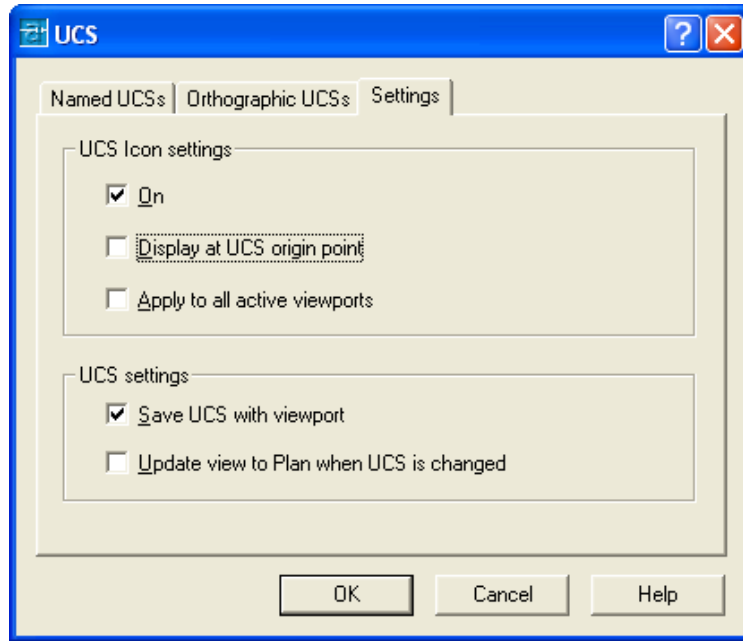 UCS
Named UCSs Orthographic UCSs Settings
UCS Icon settings
On
Display at UCS origin point
Apply to all active viewports
UCS settings
Save UCS with viewport
Update view to Plan when UCS is changed
OK Cancel Help